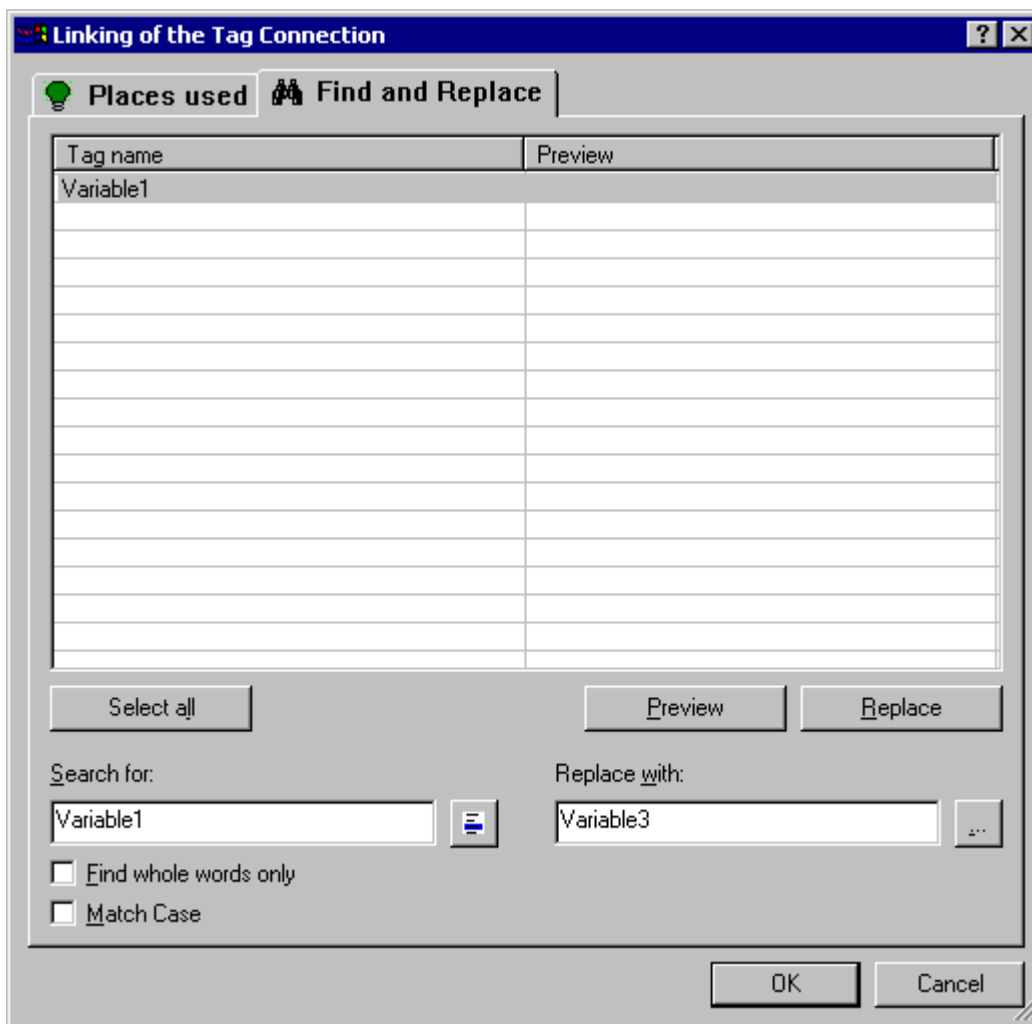 Linking of the Tag Connection
Places used Find and Replace
Tag name Preview
Variable1
Select all Preview Replace
Search for: Replace with:
Variable1 Variable3 ...
Find whole words only
Match Case
OK Cancel